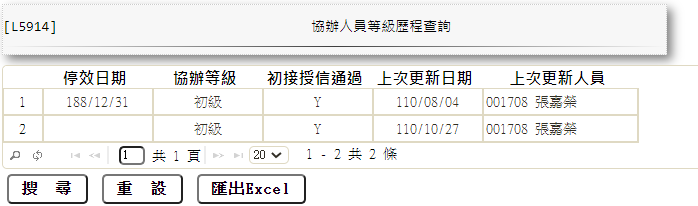 [L5914] 協辦人員等級歷程查詢
停效日期 協辦等級 初接授信通過 上次更新日期 上次更新人員
1 188/12/31 初級 Y 110/08/04 001708 張嘉榮
2 初級 Y 110/10/27 001708 張嘉榮
1 共 1 頁 20 1 - 2 共 2 條
搜 尋 重 設 匯出Excel